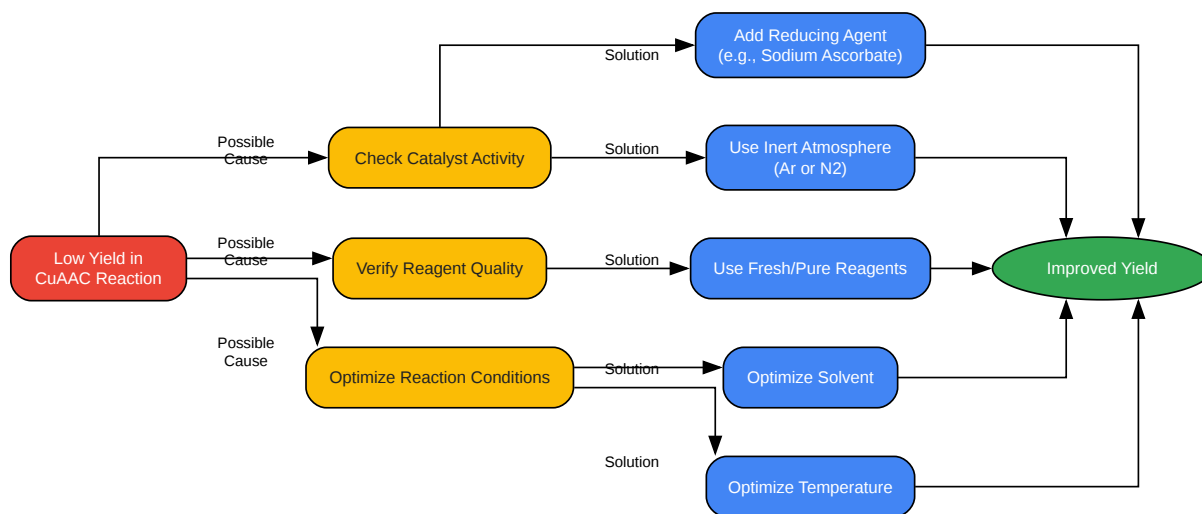 Add Reducing Agent
(e.g., Sodium Ascorbate)
Solution
Possible
Cause
Check Catalyst Activity
Solution
Use Inert Atmosphere
(Ar or N2)
Low Yield in
CuAAC Reaction
Possible
Cause
Verify Reagent Quality
Solution
Use Fresh/Pure Reagents
Improved Yield
Possible
Cause
Optimize Reaction Conditions
Solution
Optimize Solvent
Solution
Optimize Temperature